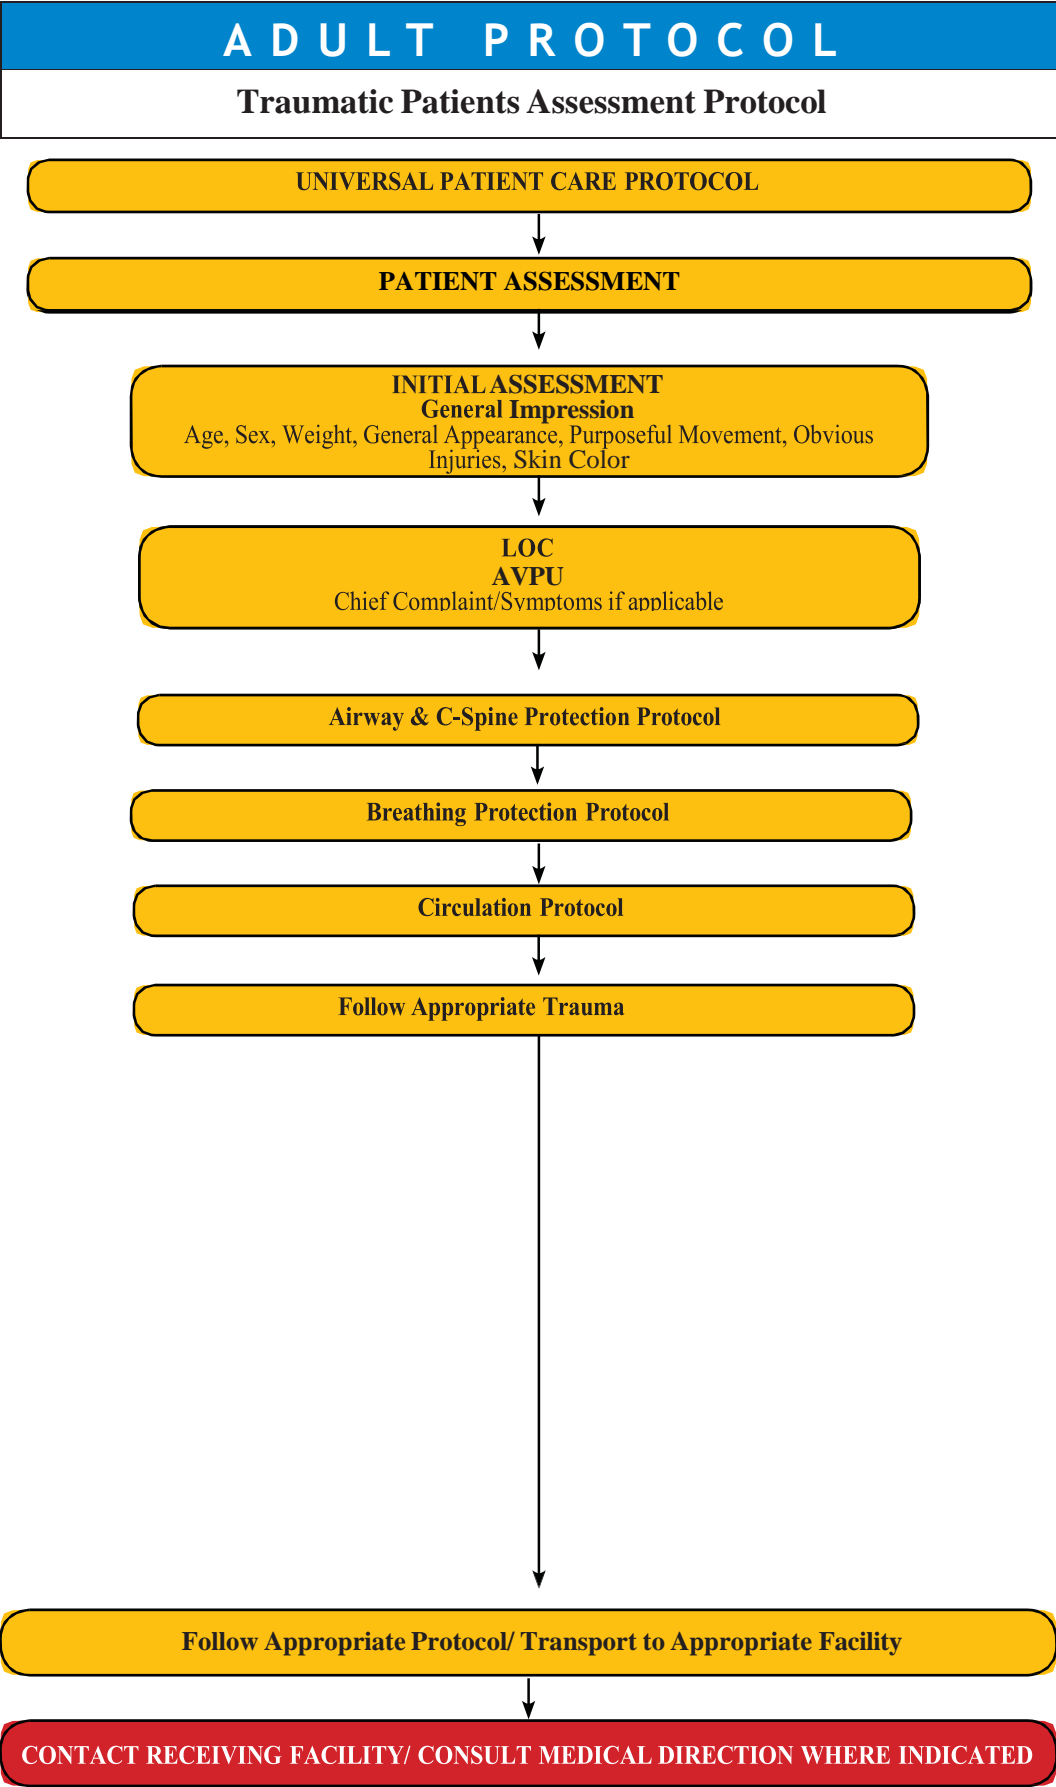 ADULT PROTOCOL
Traumatic Patients Assessment Protocol
UNIVERSAL PATIENT CARE PROTOCOL
PATIENT ASSESSMENT
INITIAL ASSESSMENT
General Impression
Age, Sex, Weight, General Appearance, Purposeful Movement, Obvious
Injuries, Skin Color
LOC
AVPU
Chief Complaint/Symptoms if applicable
Airway & C-Spine Protection Protocol
Breathing Protection Protocol
Circulation Protocol
Follow Appropriate Trauma
Follow Appropriate Protocol/ Transport to Appropriate Facility
CONTACT RECEIVING FACILITY/ CONSULT MEDICAL DIRECTION WHERE INDICATED